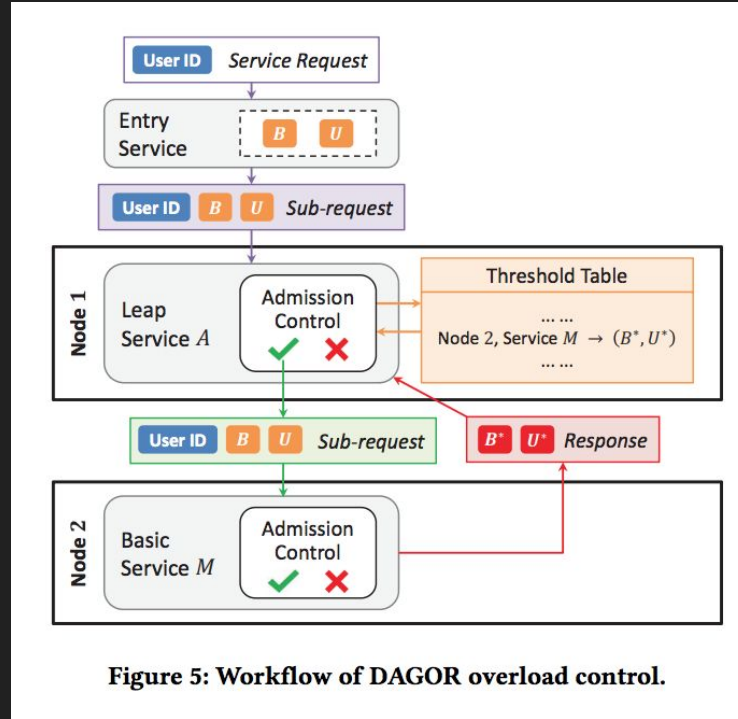 User ID Service Request
Entry
Service
B U
User ID B U Sub-request
Node 1
Leap
Service A
Admission
Control
Threshold Table
... ...
Node 2, Service M → (B*, U*)
... ...
User ID B U Sub-request
B* U* Response
Node 2
Basic
Service M
Admission
Control
Figure 5: Workflow of DAGOR overload control.